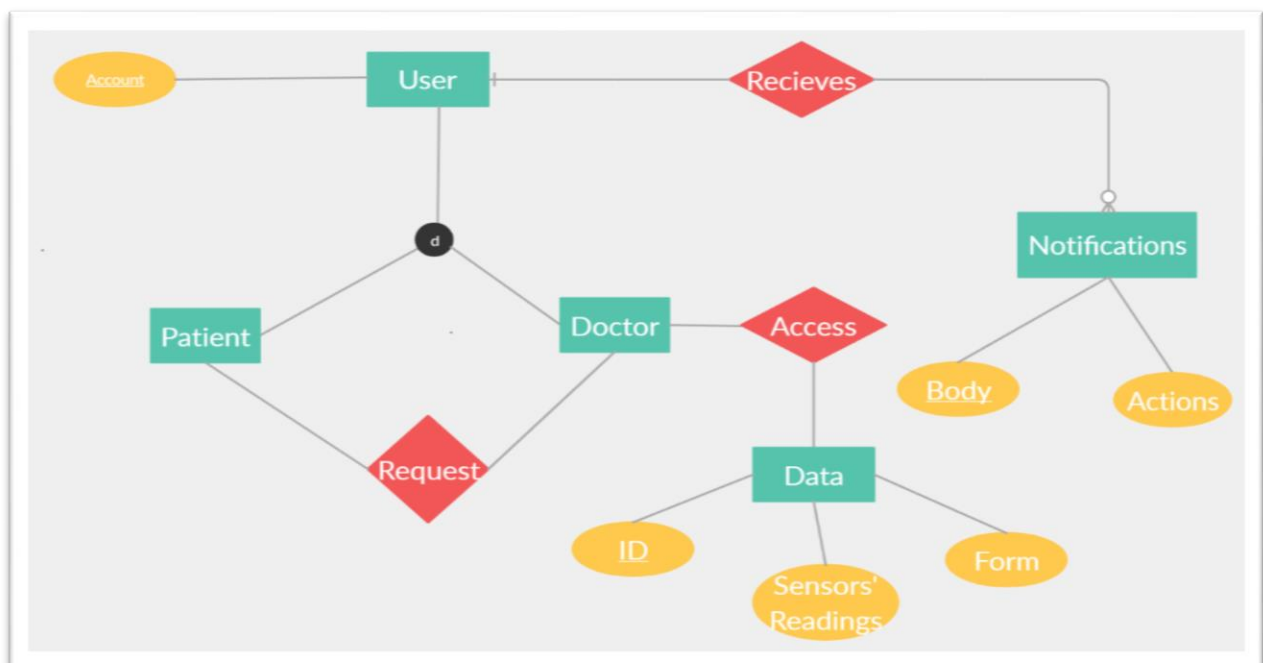 Account
User
Recieves
d
Notifications
Patient
Doctor
Access
Body
Actions
Request
Data
ID
Sensors'
Readings
Form